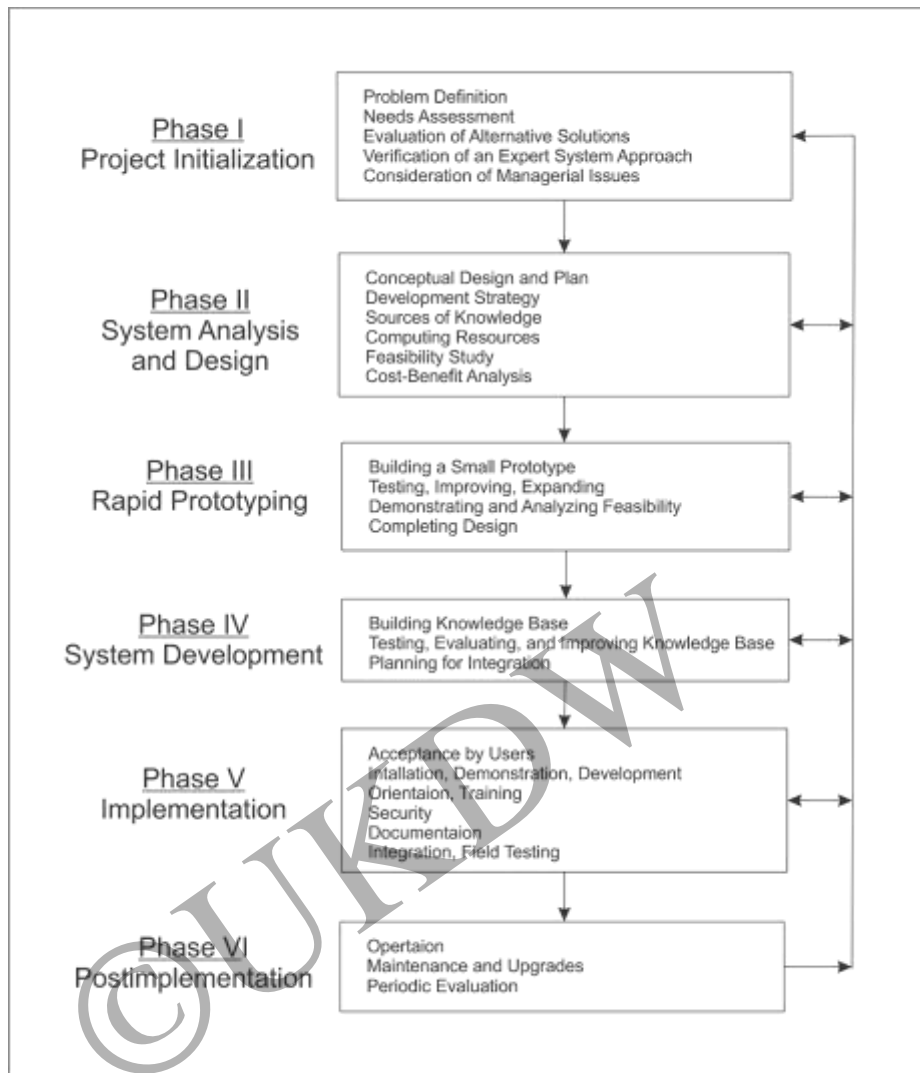 Phase I
Project Initialization
Problem Definition
Needs Assessment
Evaluation of Alternative Solutions
Verification of an Expert System Approach
Consideration of Managerial Issues
Phase II
System Analysis
and Design
Conceptual Design and Plan
Development Strategy
Sources of Knowledge
Computing Resources
Feasibility Study
Cost-Benefit Analysis
Phase III
Rapid Prototyping
Building a Small Prototype
Testing, Improving, Expanding
Demonstrating and Analyzing Feasibility
Completing Design
Phase IV
System Development
Building Knowledge Base
Testing, Evaluating, and Improving Knowledge Base
Planning for Integration
Phase V
Implementation
Acceptance by Users
Intallation, Demonstration, Development
Orientaion, Training
Security
Documentaion
Integration, Field Testing
Phase VI
Postimplementation
Opertaion
Maintenance and Upgrades
Periodic Evaluation
©UKDW